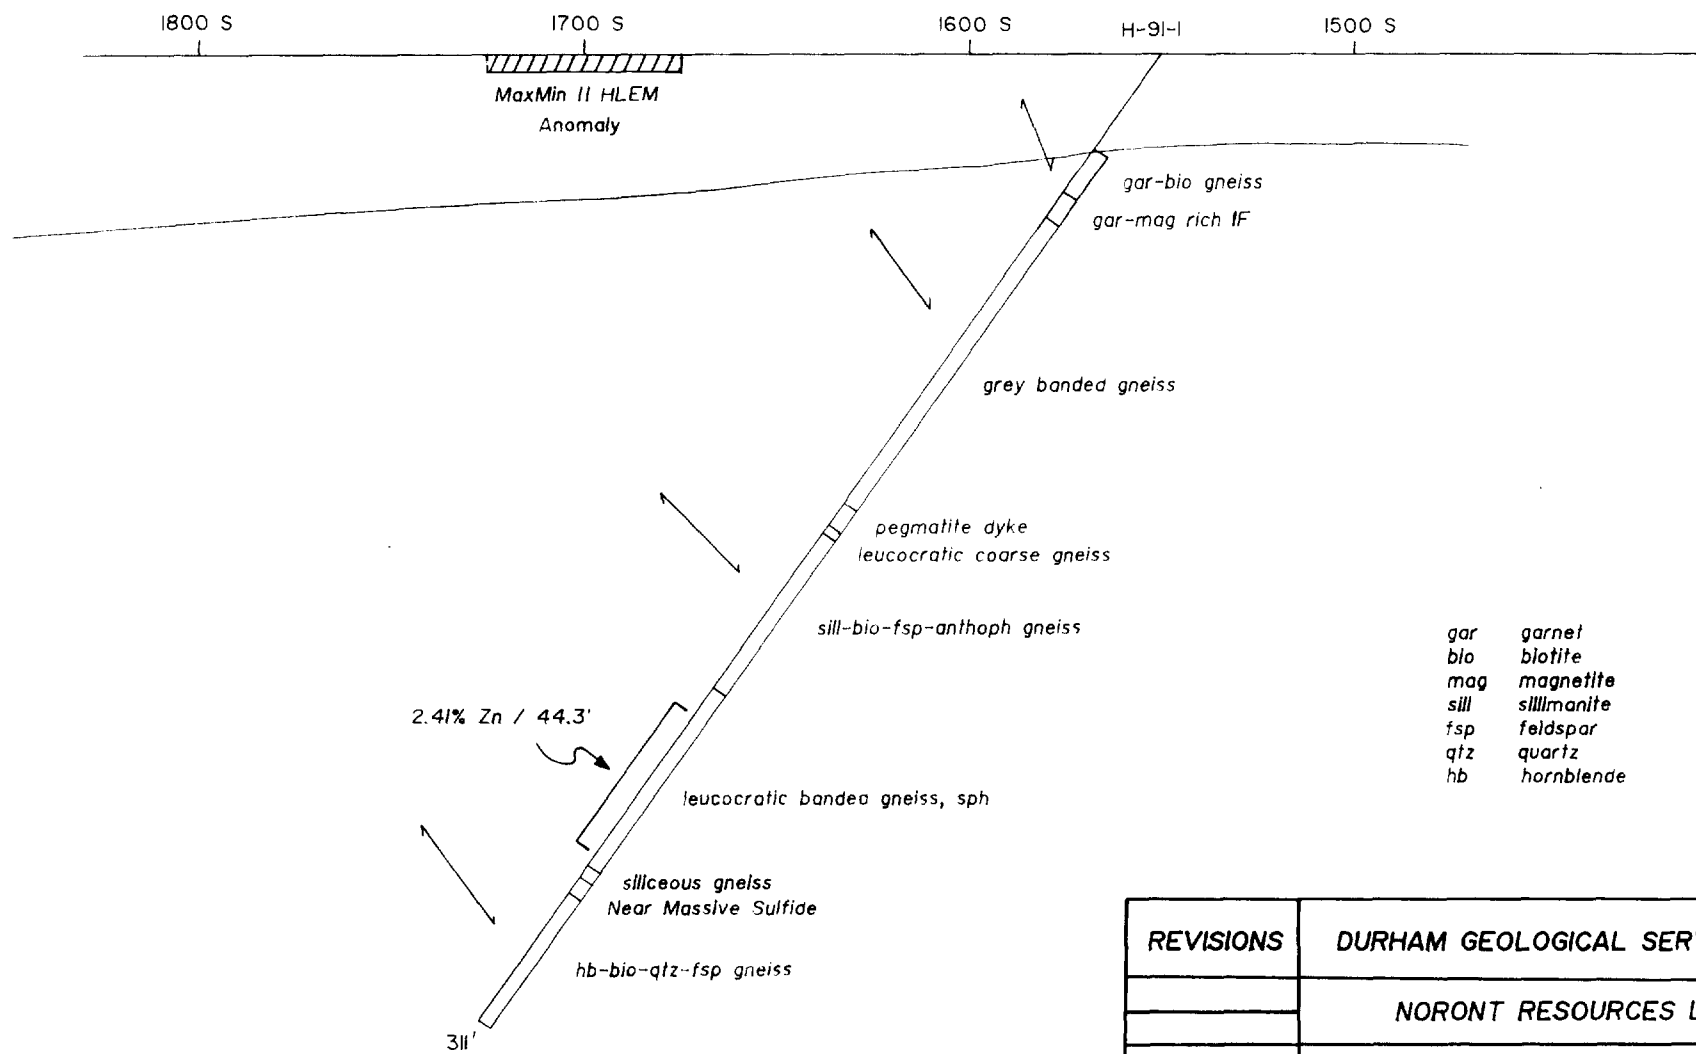 1800 S
1700 S
1600 S
H-91-1
1500 S
MaxMin II HLEM
Anomaly
gar-bio gneiss
gar-mag rich IF
grey banded gneiss
pegmatite dyke
leucocratic coarse gneiss
sill-bio-fsp-anthoph gneiss
gar garnet
bio biotite
mag magnetite
sill sillimanite
fsp feldspar
qtz quartz
hb hornblende
2.41% Zn / 44.3'
leucocratic banded gneiss, sph
siliceous gneiss
Near Massive Sulfide
hb-bio-qtz-fsp gneiss
311'
REVISIONS
DURHAM GEOLOGICAL SER
NORONT RESOURCES L